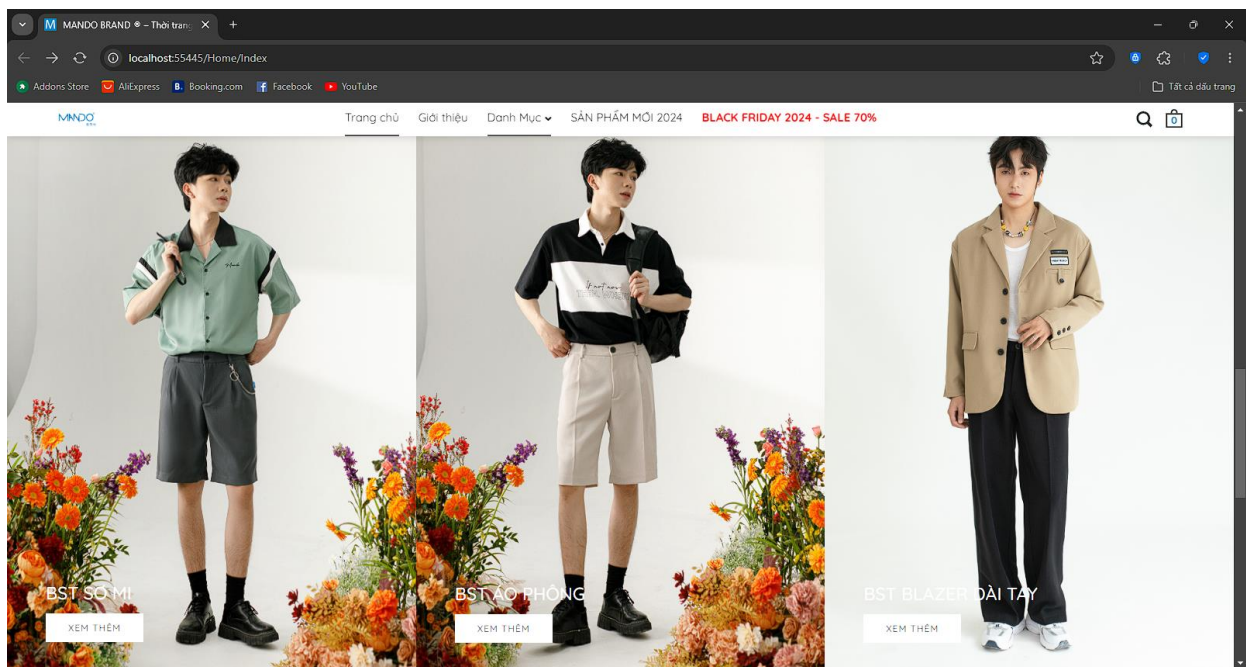 MANDO BRAND ® – Thời trang
localhost:55445/Home/Index
Addons Store AliExpress Booking.com Facebook YouTube Tất cả dấu trang
MANDO Trang chủ Giới thiệu Danh Mục SẢN PHẨM MỚI 2024 BLACK FRIDAY 2024 - SALE 70% 0
BST SƠ MI BST ÁO PHÔNG BST BLAZER DÀI TAY
XEM THÊM XEM THÊM XEM THÊM